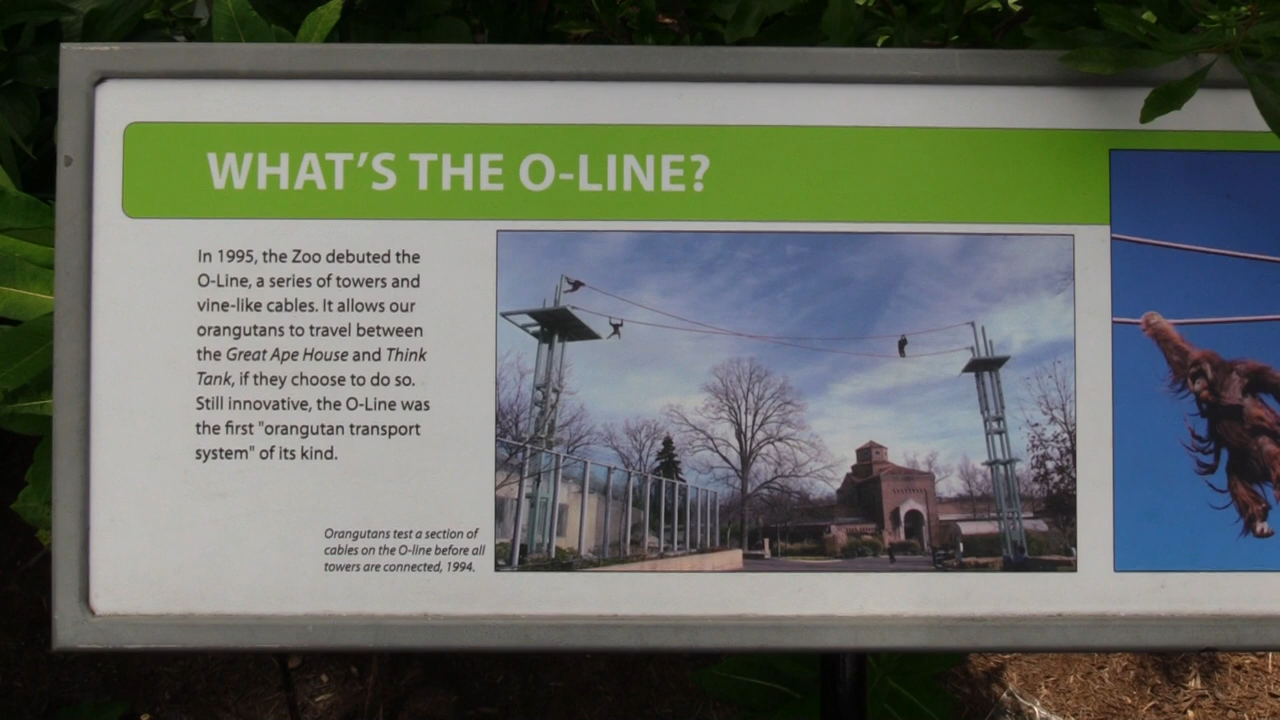 WHAT'S THE O-LINE?
In 1995, the Zoo debuted the
O-Line, a series of towers and
vine-like cables. It allows our
orangutans to travel between
the Great Ape House and Think
Tank, if they choose to do so.
Still innovative, the O-Line was
the first "orangutan transport
system" of its kind.
Orangutans test a section of
cables on the O-line before all
towers are connected, 1994.